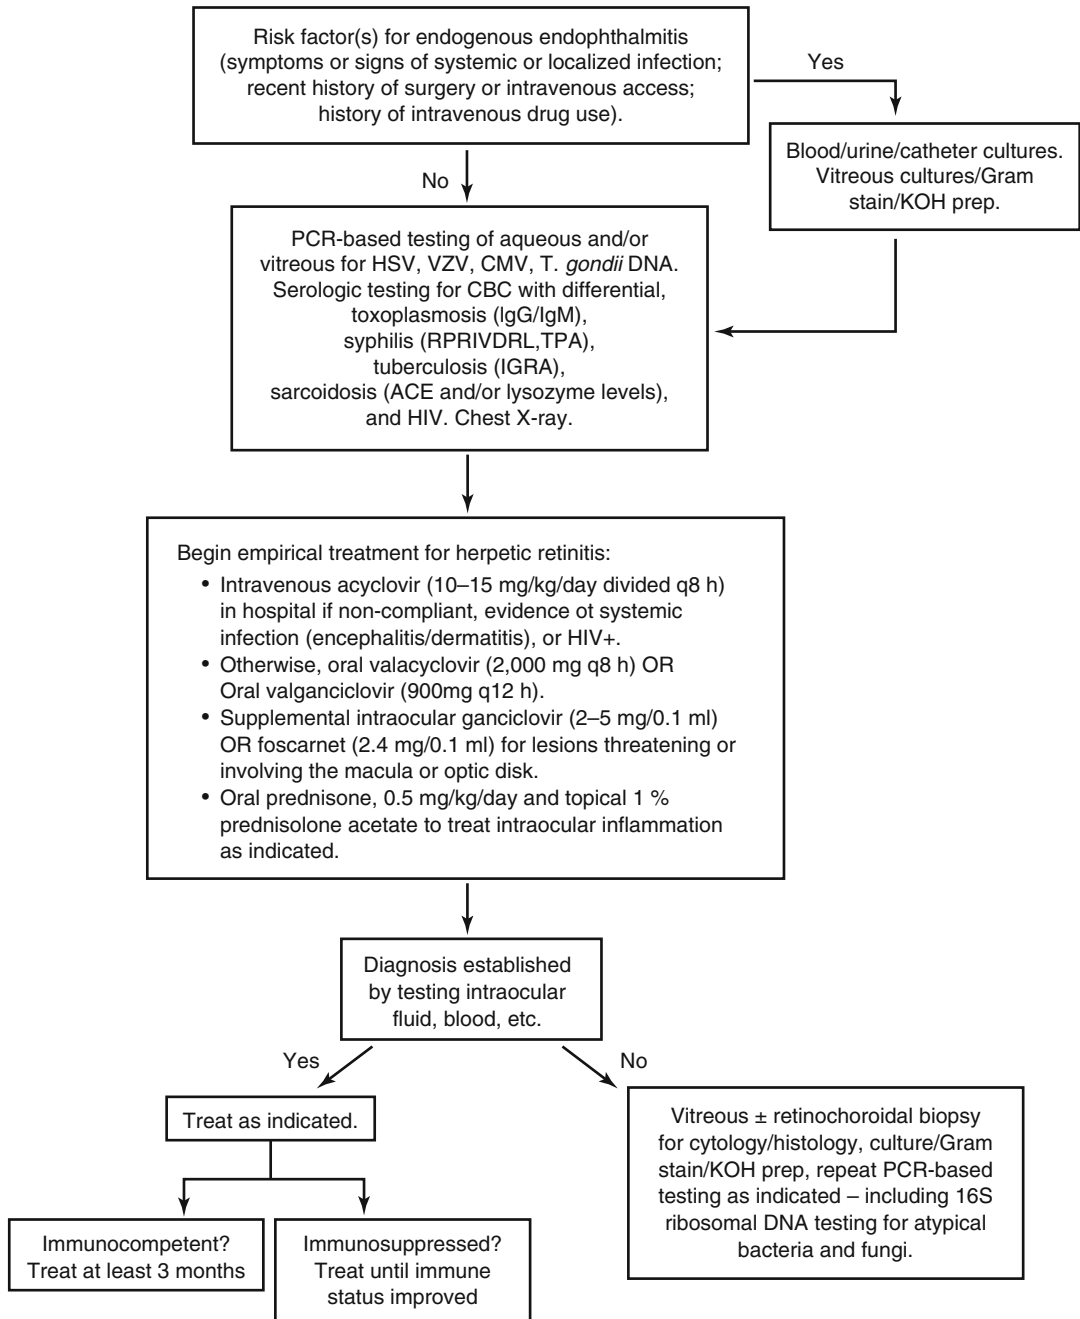 Risk factor(s) for endogenous endophthalmitis
(symptoms or signs of systemic or localized infection;
recent history of surgery or intravenous access;
history of intravenous drug use).
Yes
Blood/urine/catheter cultures.
Vitreous cultures/Gram
stain/KOH prep.
No
PCR-based testing of aqueous and/or
vitreous for HSV, VZV, CMV, T. gondii DNA.
Serologic testing for CBC with differential,
toxoplasmosis (IgG/IgM),
syphilis (RPRIVDRL,TPA),
tuberculosis (IGRA),
sarcoidosis (ACE and/or lysozyme levels),
and HIV. Chest X-ray.
Begin empirical treatment for herpetic retinitis:
• Intravenous acyclovir (10–15 mg/kg/day divided q8 h)
in hospital if non-compliant, evidence ot systemic
infection (encephalitis/dermatitis), or HIV+.
• Otherwise, oral valacyclovir (2,000 mg q8 h) OR
Oral valganciclovir (900mg q12 h).
• Supplemental intraocular ganciclovir (2–5 mg/0.1 ml)
OR foscarnet (2.4 mg/0.1 ml) for lesions threatening or
involving the macula or optic disk.
• Oral prednisone, 0.5 mg/kg/day and topical 1 %
prednisolone acetate to treat intraocular inflammation
as indicated.
Diagnosis established
by testing intraocular
fluid, blood, etc.
Yes
No
Treat as indicated.
Vitreous ± retinochoroidal biopsy
for cytology/histology, culture/Gram
stain/KOH prep, repeat PCR-based
testing as indicated – including 16S
ribosomal DNA testing for atypical
bacteria and fungi.
Immunocompetent?
Treat at least 3 months
Immunosuppressed?
Treat until immune
status improved